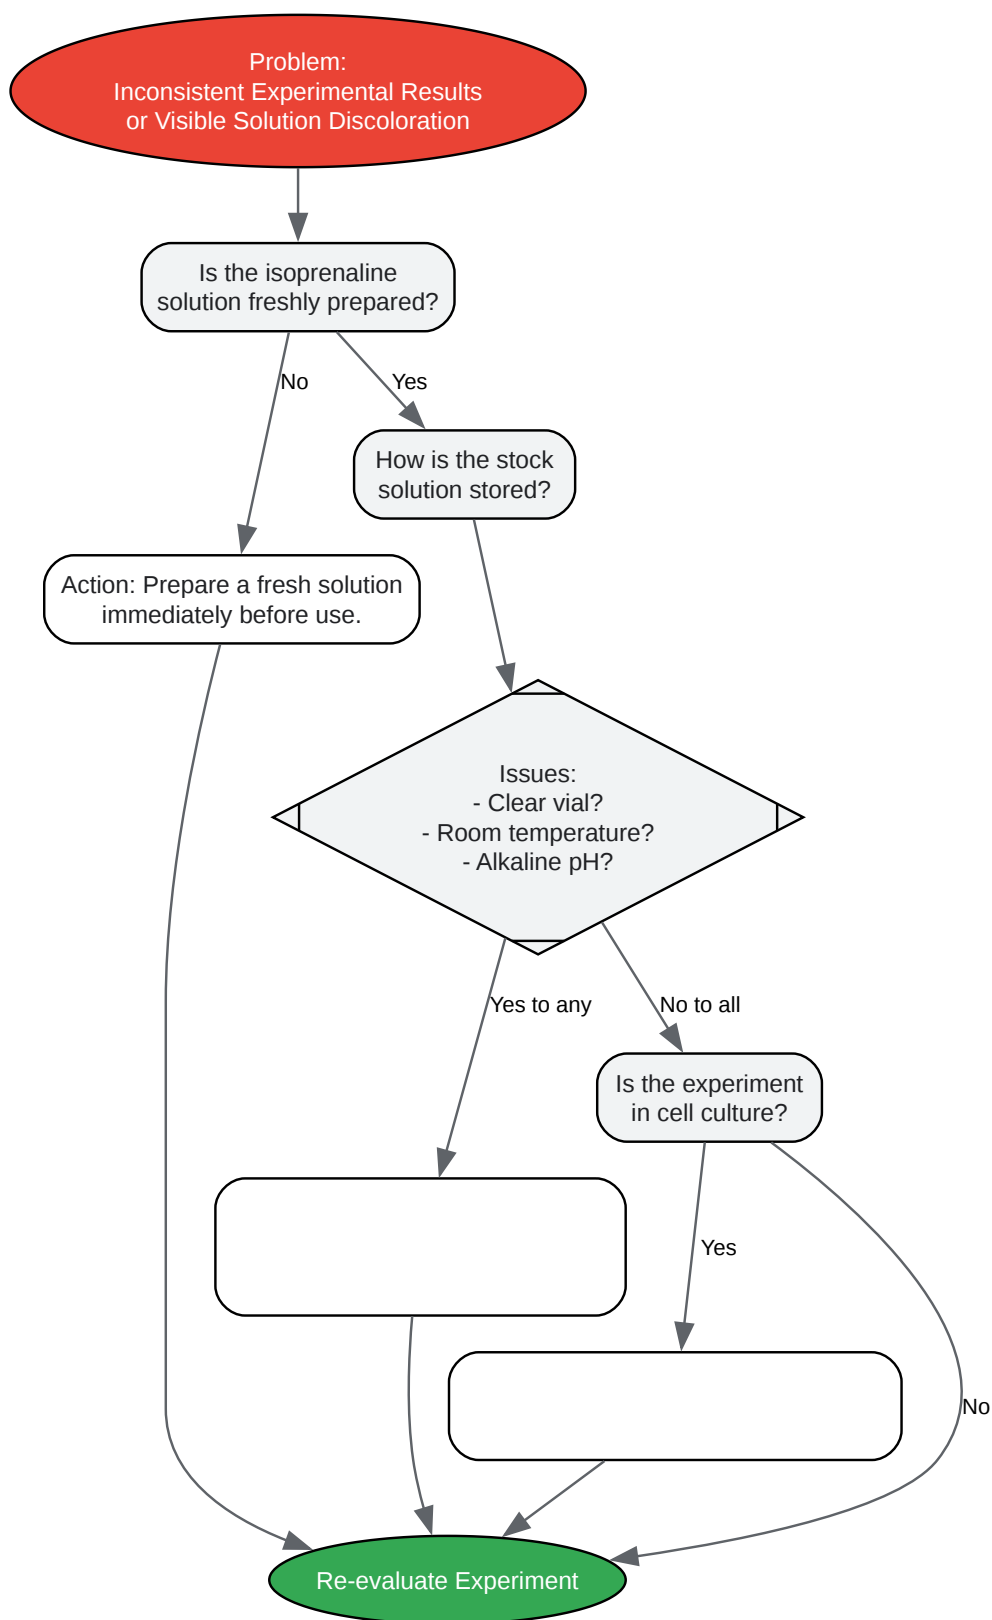 Problem:
Inconsistent Experimental Results
or Visible Solution Discoloration
Is the isoprenaline
solution freshly prepared?
No
Yes
How is the stock
solution stored?
Action: Prepare a fresh solution
immediately before use.
Issues:
- Clear vial?
- Room temperature?
- Alkaline pH?
Yes to any
No to all
Is the experiment
in cell culture?
Yes
No
Re-evaluate Experiment